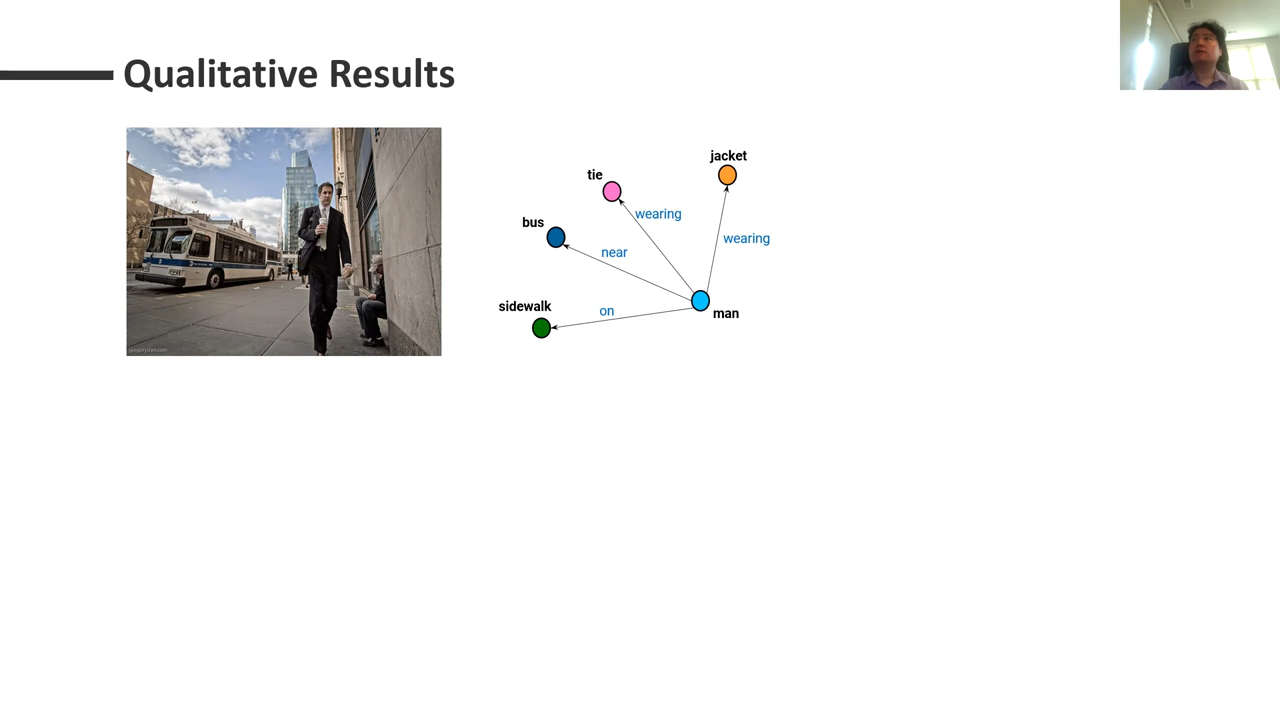 Qualitative Results
jacket
tie
wearing
bus
wearing
near
sidewalk
on
man